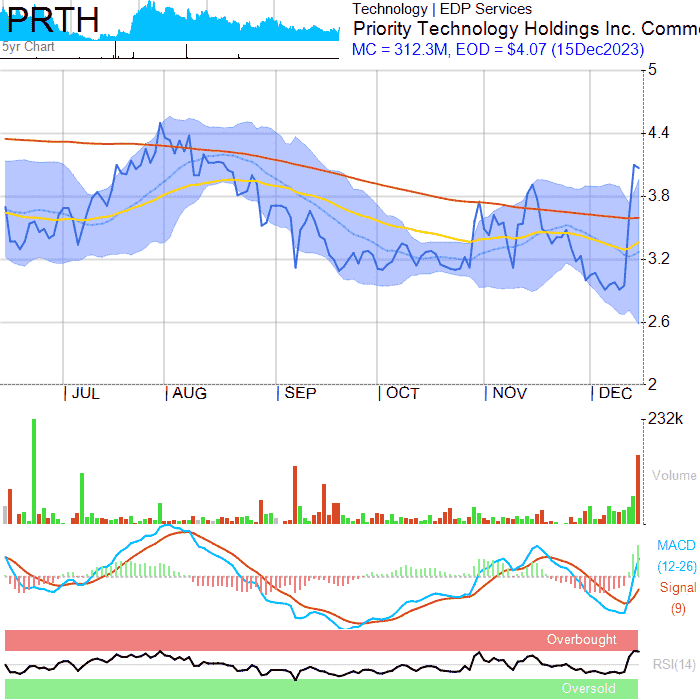 PRTH
5yr Chart
Technology | EDP Services
Priority Technology Holdings Inc. Comm
MC = 312.3M, EOD = $4.07 (15Dec2023)
5
4.4
3.8
3.2
2.6
2
JUL AUG SEP OCT NOV DEC
232k
Volume
MACD
(12-26)
Signal
(9)
Overbought
RSI(14)
Oversold